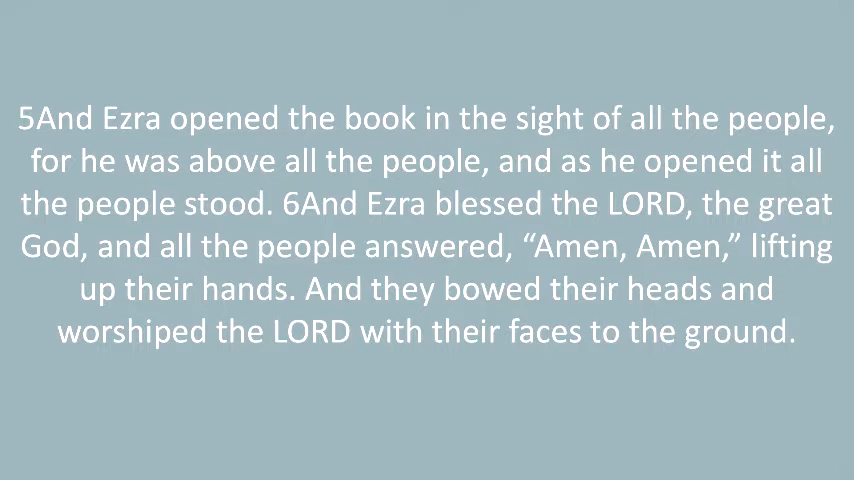 5And Ezra opened the book in the sight of all the people,
for he was above all the people, and as he opened it all
the people stood. 6And Ezra blessed the LORD, the great
God, and all the people answered, “Amen, Amen,” lifting
up their hands. And they bowed their heads and
worshiped the LORD with their faces to the ground.